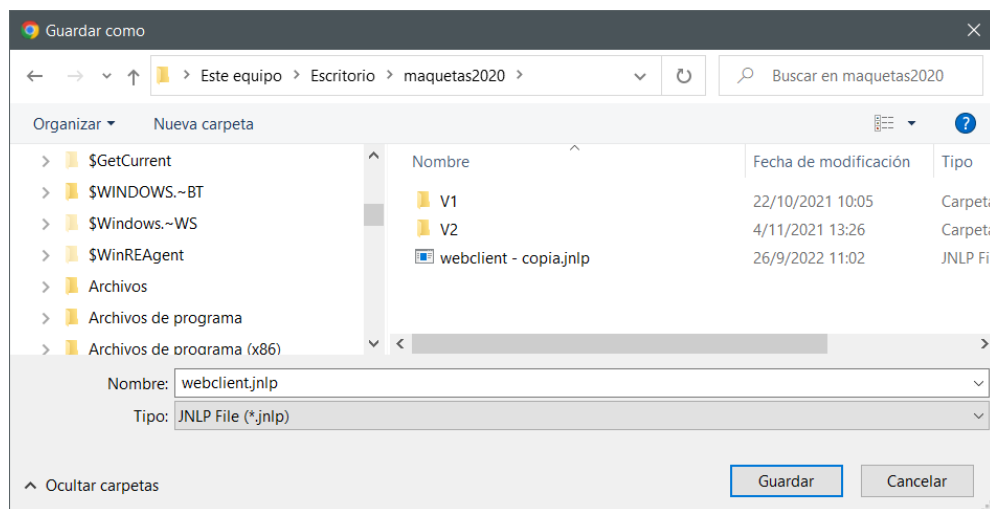 Guardar como
Este equipo > Escritorio > maquetas2020 >
Buscar en maquetas2020
Organizar
Nueva carpeta
?
$GetCurrent
$WINDOWS.~BT
$Windows.~WS
$WinREAgent
Archivos
Archivos de programa
Archivos de programa (x86)
Nombre Fecha de modificación Tipo
V1 22/10/2021 10:05 Carpeta
V2 4/11/2021 13:26 Carpeta
webclient - copia.jnlp 26/9/2022 11:02 JNLP Fi
Nombre: webclient.jnlp
Tipo: JNLP File (*.jnlp)
Ocultar carpetas
Guardar
Cancelar